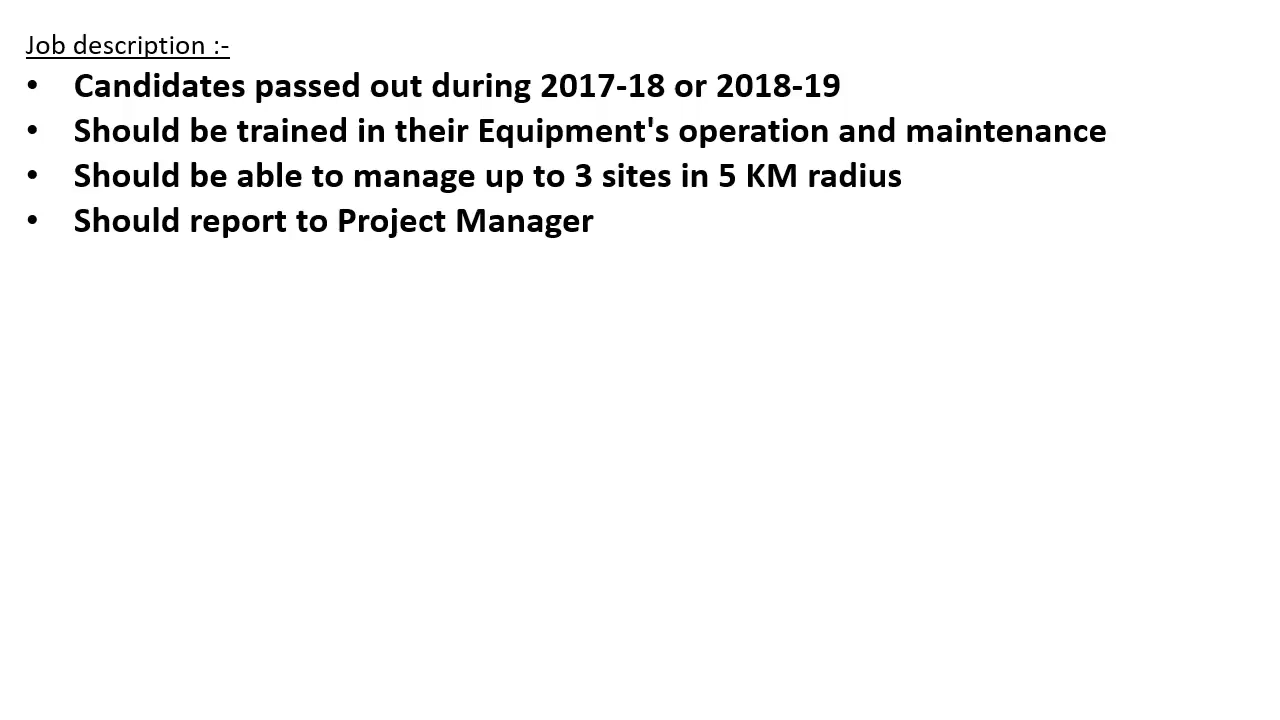 Job description :-
• Candidates passed out during 2017-18 or 2018-19
• Should be trained in their Equipment's operation and maintenance
• Should be able to manage up to 3 sites in 5 KM radius
• Should report to Project Manager